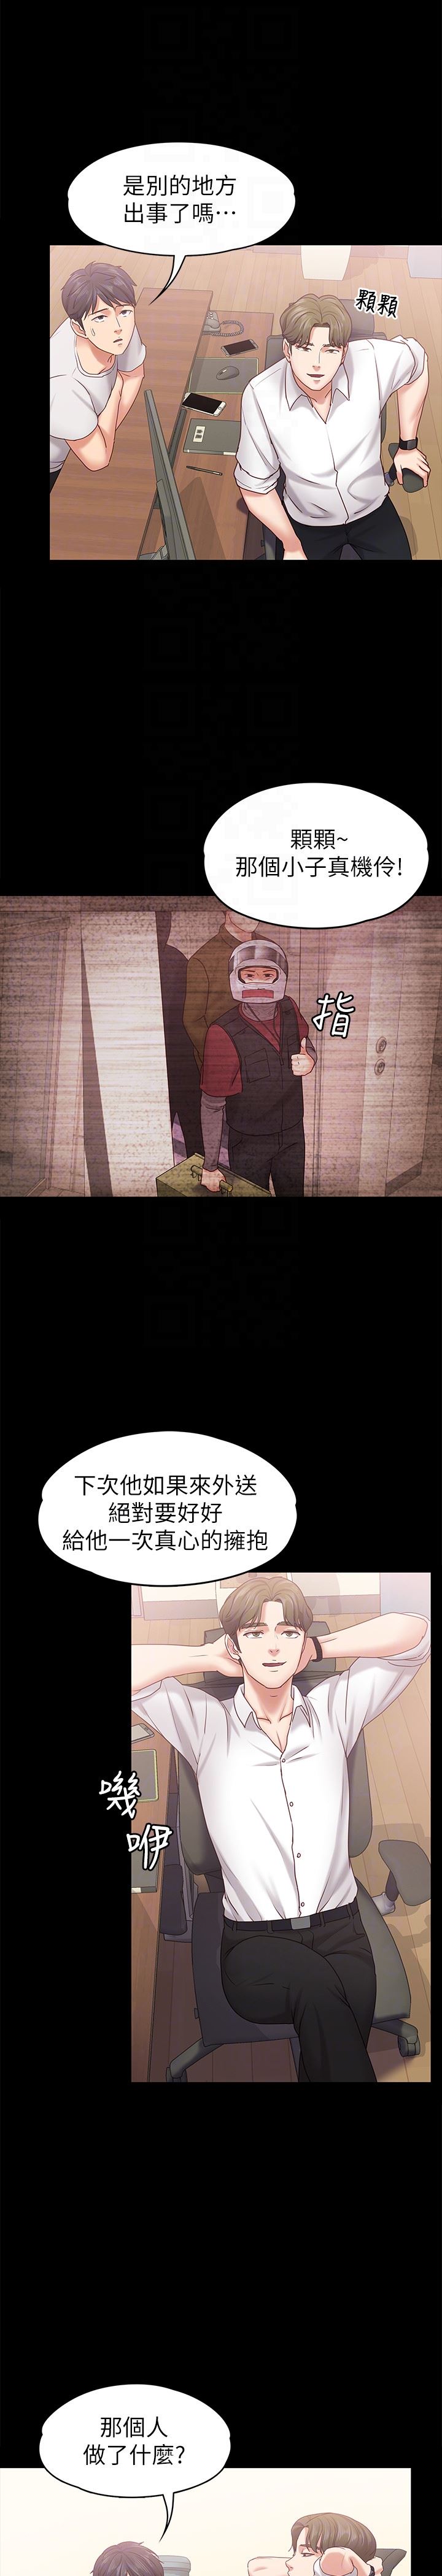 是別的地方
出事了嗎…
顆顆
顆顆~
那個小子真機伶!
指
下次他如果來外送
絕對要好好
給他一次真心的擁抱
嘰
咿
那個人
做了什麼?